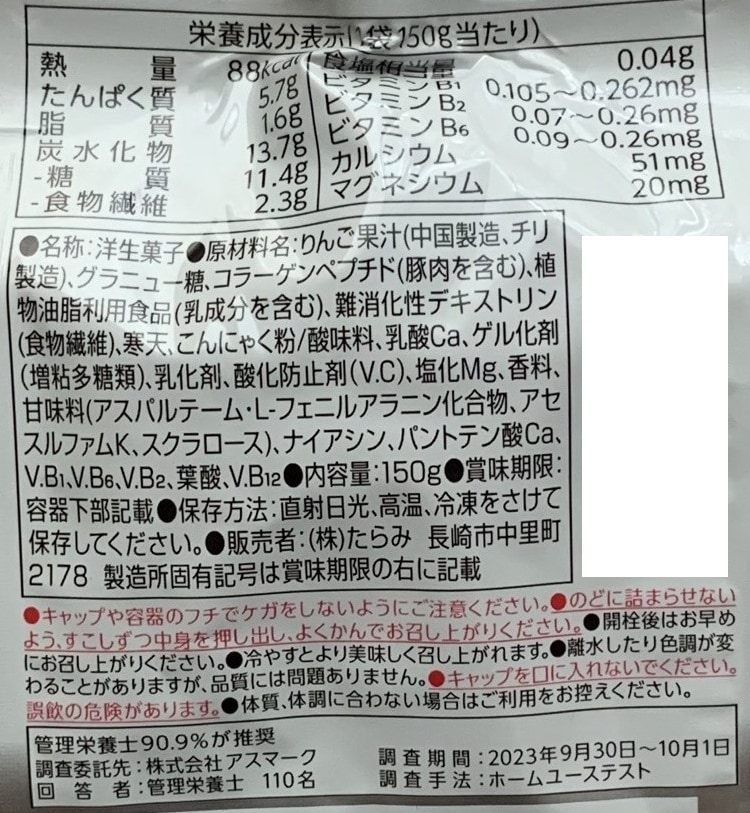 栄養成分表示(1袋150g当たり)
熱量 88kcal
たんぱく質 5.7g
脂質 1.6g
炭水化物 13.7g
-糖質 11.4g
-食物繊維 2.3g
食塩相当量 0.04g
ビタミンB1 0.105～0.262mg
ビタミンB2 0.07～0.26mg
ビタミンB6 0.09～0.26mg
カルシウム 51mg
マグネシウム 20mg
●名称:洋生菓子●原材料名:りんご果汁(中国製造、チリ
製造)、グラニュー糖、コラーゲンペプチド(豚肉を含む)、植
物油脂利用食品(乳成分を含む)、難消化性デキストリン
(食物繊維)、寒天、こんにゃく粉/酸味料、乳酸Ca、ゲル化剤
(増粘多糖類)、乳化剤、酸化防止剤(V.C)、塩化Mg、香料、
甘味料(アスパルテーム・L-フェニルアラニン化合物、アセ
スルファムK、スクラロース)、ナイアシン、パントテン酸Ca、
V.B1、V.B6、V.B2、葉酸、V.B12●内容量:150g●賞味期限:
容器下部記載●保存方法:直射日光、高温、冷凍をさけて
保存してください。●販売者:(株)たらみ 長崎市中里町
2178 製造所固有記号は賞味期限の右に記載
●キャップや容器のフチでケガをしないようにご注意ください。●のどに詰まらせない
よう、すこしずつ中身を押し出し、よくかんでお召し上がりください。●開栓後はお早め
にお召し上がりください。●冷やすとより美味しく召し上がれます。●離水したり色調が変
わることがありますが、品質には問題ありません。●キャップを口に入れないでください。
誤飲の危険があります。●体質、体調に合わない場合はご利用をお控えください。
管理栄養士90.9%が推奨
調査委託先:株式会社アスマーク 調査期間:2023年9月30日～10月1日
回答者:管理栄養士 110名 調査手法:ホームユーステスト